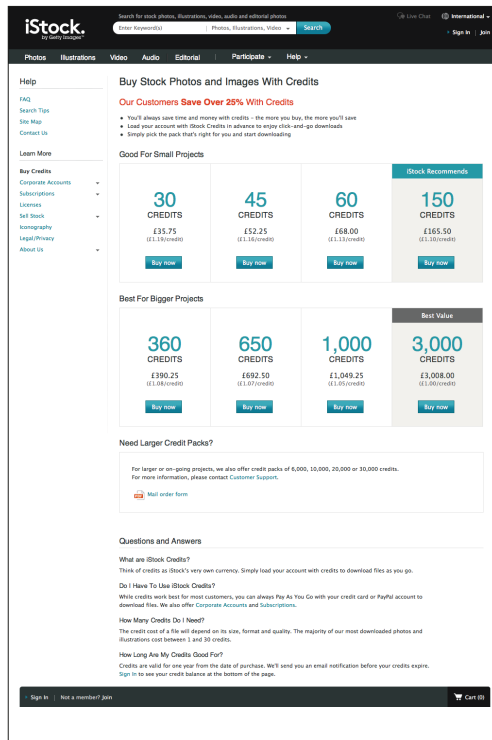 iStock.
by Getty Images™
Search for stock photos, illustrations, video, audio and editorial photos
Enter Keyword(s)
Photos, Illustrations, Video
Search
Live Chat
International
Sign In | Join
Photos Illustrations Video Audio Editorial | Participate Help
Help
FAQ
Search Tips
Site Map
Contact Us
Learn More
Buy Credits
Corporate Accounts
Subscriptions
Licenses
Sell Stock
Iconography
Legal/Privacy
About Us
Buy Stock Photos and Images With Credits
Our Customers Save Over 25% With Credits
• You'll always save time and money with credits – the more you buy, the more you'll save
• Load your account with iStock Credits in advance to enjoy click-and-go downloads
• Simply pick the pack that's right for you and start downloading
Good For Small Projects
iStock Recommends
30 45 60 150
CREDITS CREDITS CREDITS CREDITS
£35.75 £52.25 £68.00 £165.50
(£1.19/credit) (£1.16/credit) (£1.13/credit) (£1.10/credit)
Buy now Buy now Buy now Buy now
Best For Bigger Projects
Best Value
360 650 1,000 3,000
CREDITS CREDITS CREDITS CREDITS
£390.25 £692.50 £1,049.25 £3,008.00
(£1.08/credit) (£1.07/credit) (£1.05/credit) (£1.00/credit)
Buy now Buy now Buy now Buy now
Need Larger Credit Packs?
For larger or on-going projects, we also offer credit packs of 6,000, 10,000, 20,000 or 30,000 credits.
For more information, please contact Customer Support.
PDF Mail order form
Questions and Answers
What are iStock Credits?
Think of credits as iStock's very own currency. Simply load your account with credits to download files as you go.
Do I Have To Use iStock Credits?
While credits work best for most customers, you can always Pay As You Go with your credit card or PayPal account to
download files. We also offer Corporate Accounts and Subscriptions.
How Many Credits Do I Need?
The credit cost of a file will depend on its size, format and quality. The majority of our most downloaded photos and
illustrations cost between 1 and 30 credits.
How Long Are My Credits Good For?
Credits are valid for one year from the date of purchase. We'll send you an email notification before your credits expire.
Sign In to see your credit balance at the bottom of the page.
Sign In | Not a member? Join
Cart (0)